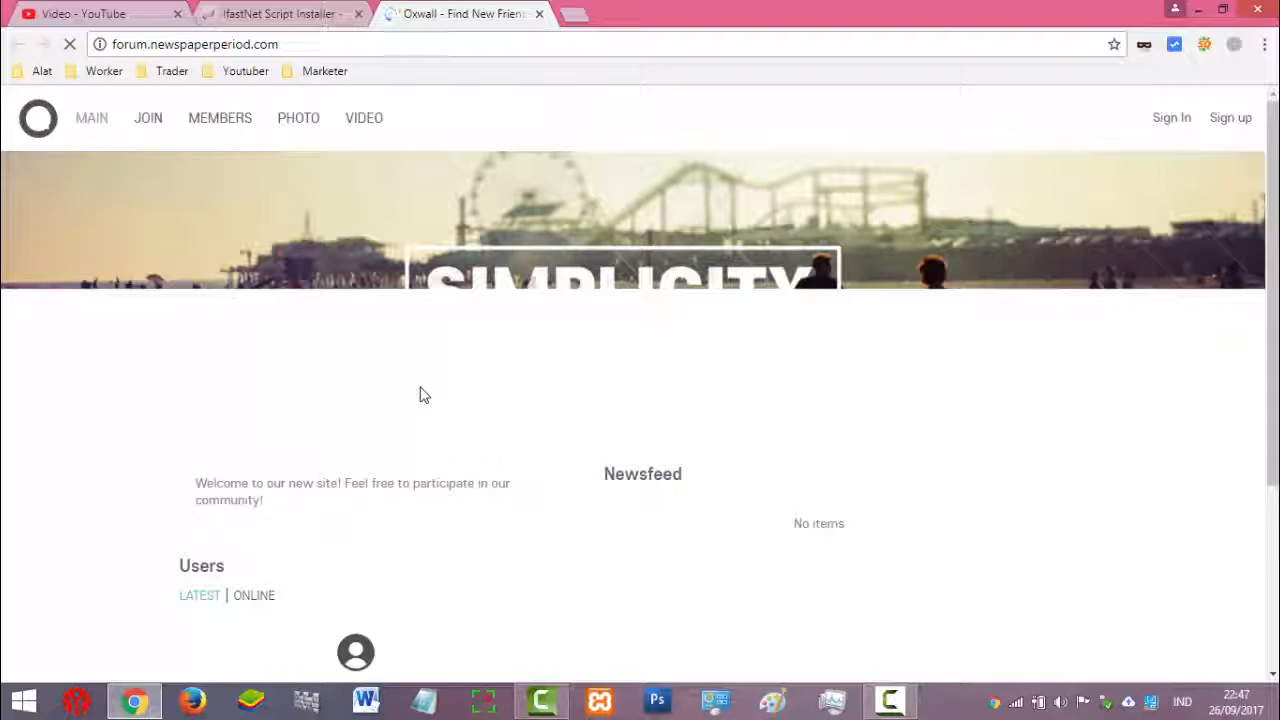 Video - YouTube
IfastNet Script Installer -
Oxwall - Find New Frien
forum.newspaperperiod.com
Alat
Worker
Trader
Youtuber
Marketer
MAIN
JOIN
MEMBERS
PHOTO
VIDEO
Sign In
Sign up
SIMPLICITY
Welcome to our new site! Feel free to participate in our
community!
Newsfeed
No items
Users
LATEST | ONLINE
Ps
IND
22:47
26/09/2017